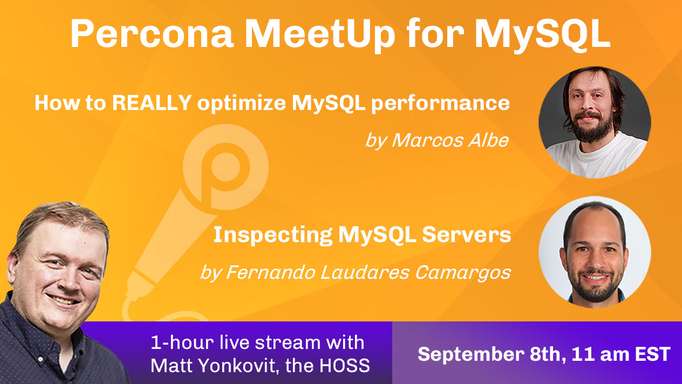 Percona MeetUp for MySQL
How to REALLY optimize MySQL performance
by Marcos Albe
Inspecting MySQL Servers
by Fernando Laudares Camargos
1-hour live stream with
Matt Yonkovit, the HOSS
September 8th, 11 am EST